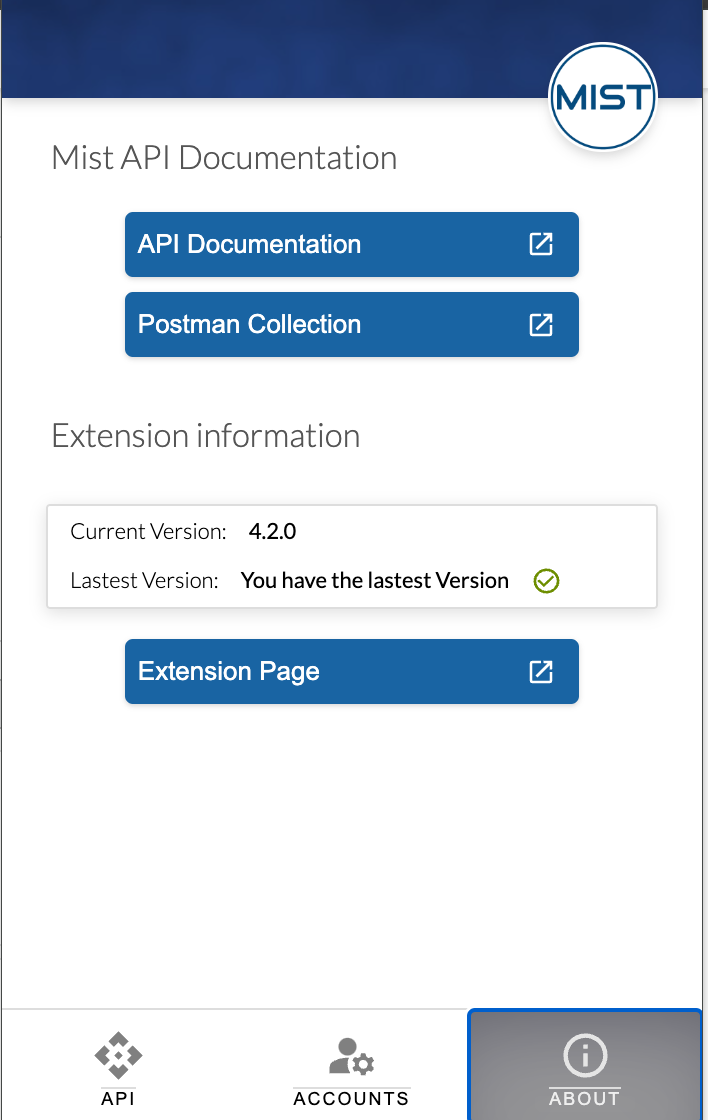 MIST
Mist API Documentation
API Documentation
Postman Collection
Extension information
Current Version: 4.2.0
Lastest Version: You have the lastest Version
Extension Page
API
ACCOUNTS
ABOUT